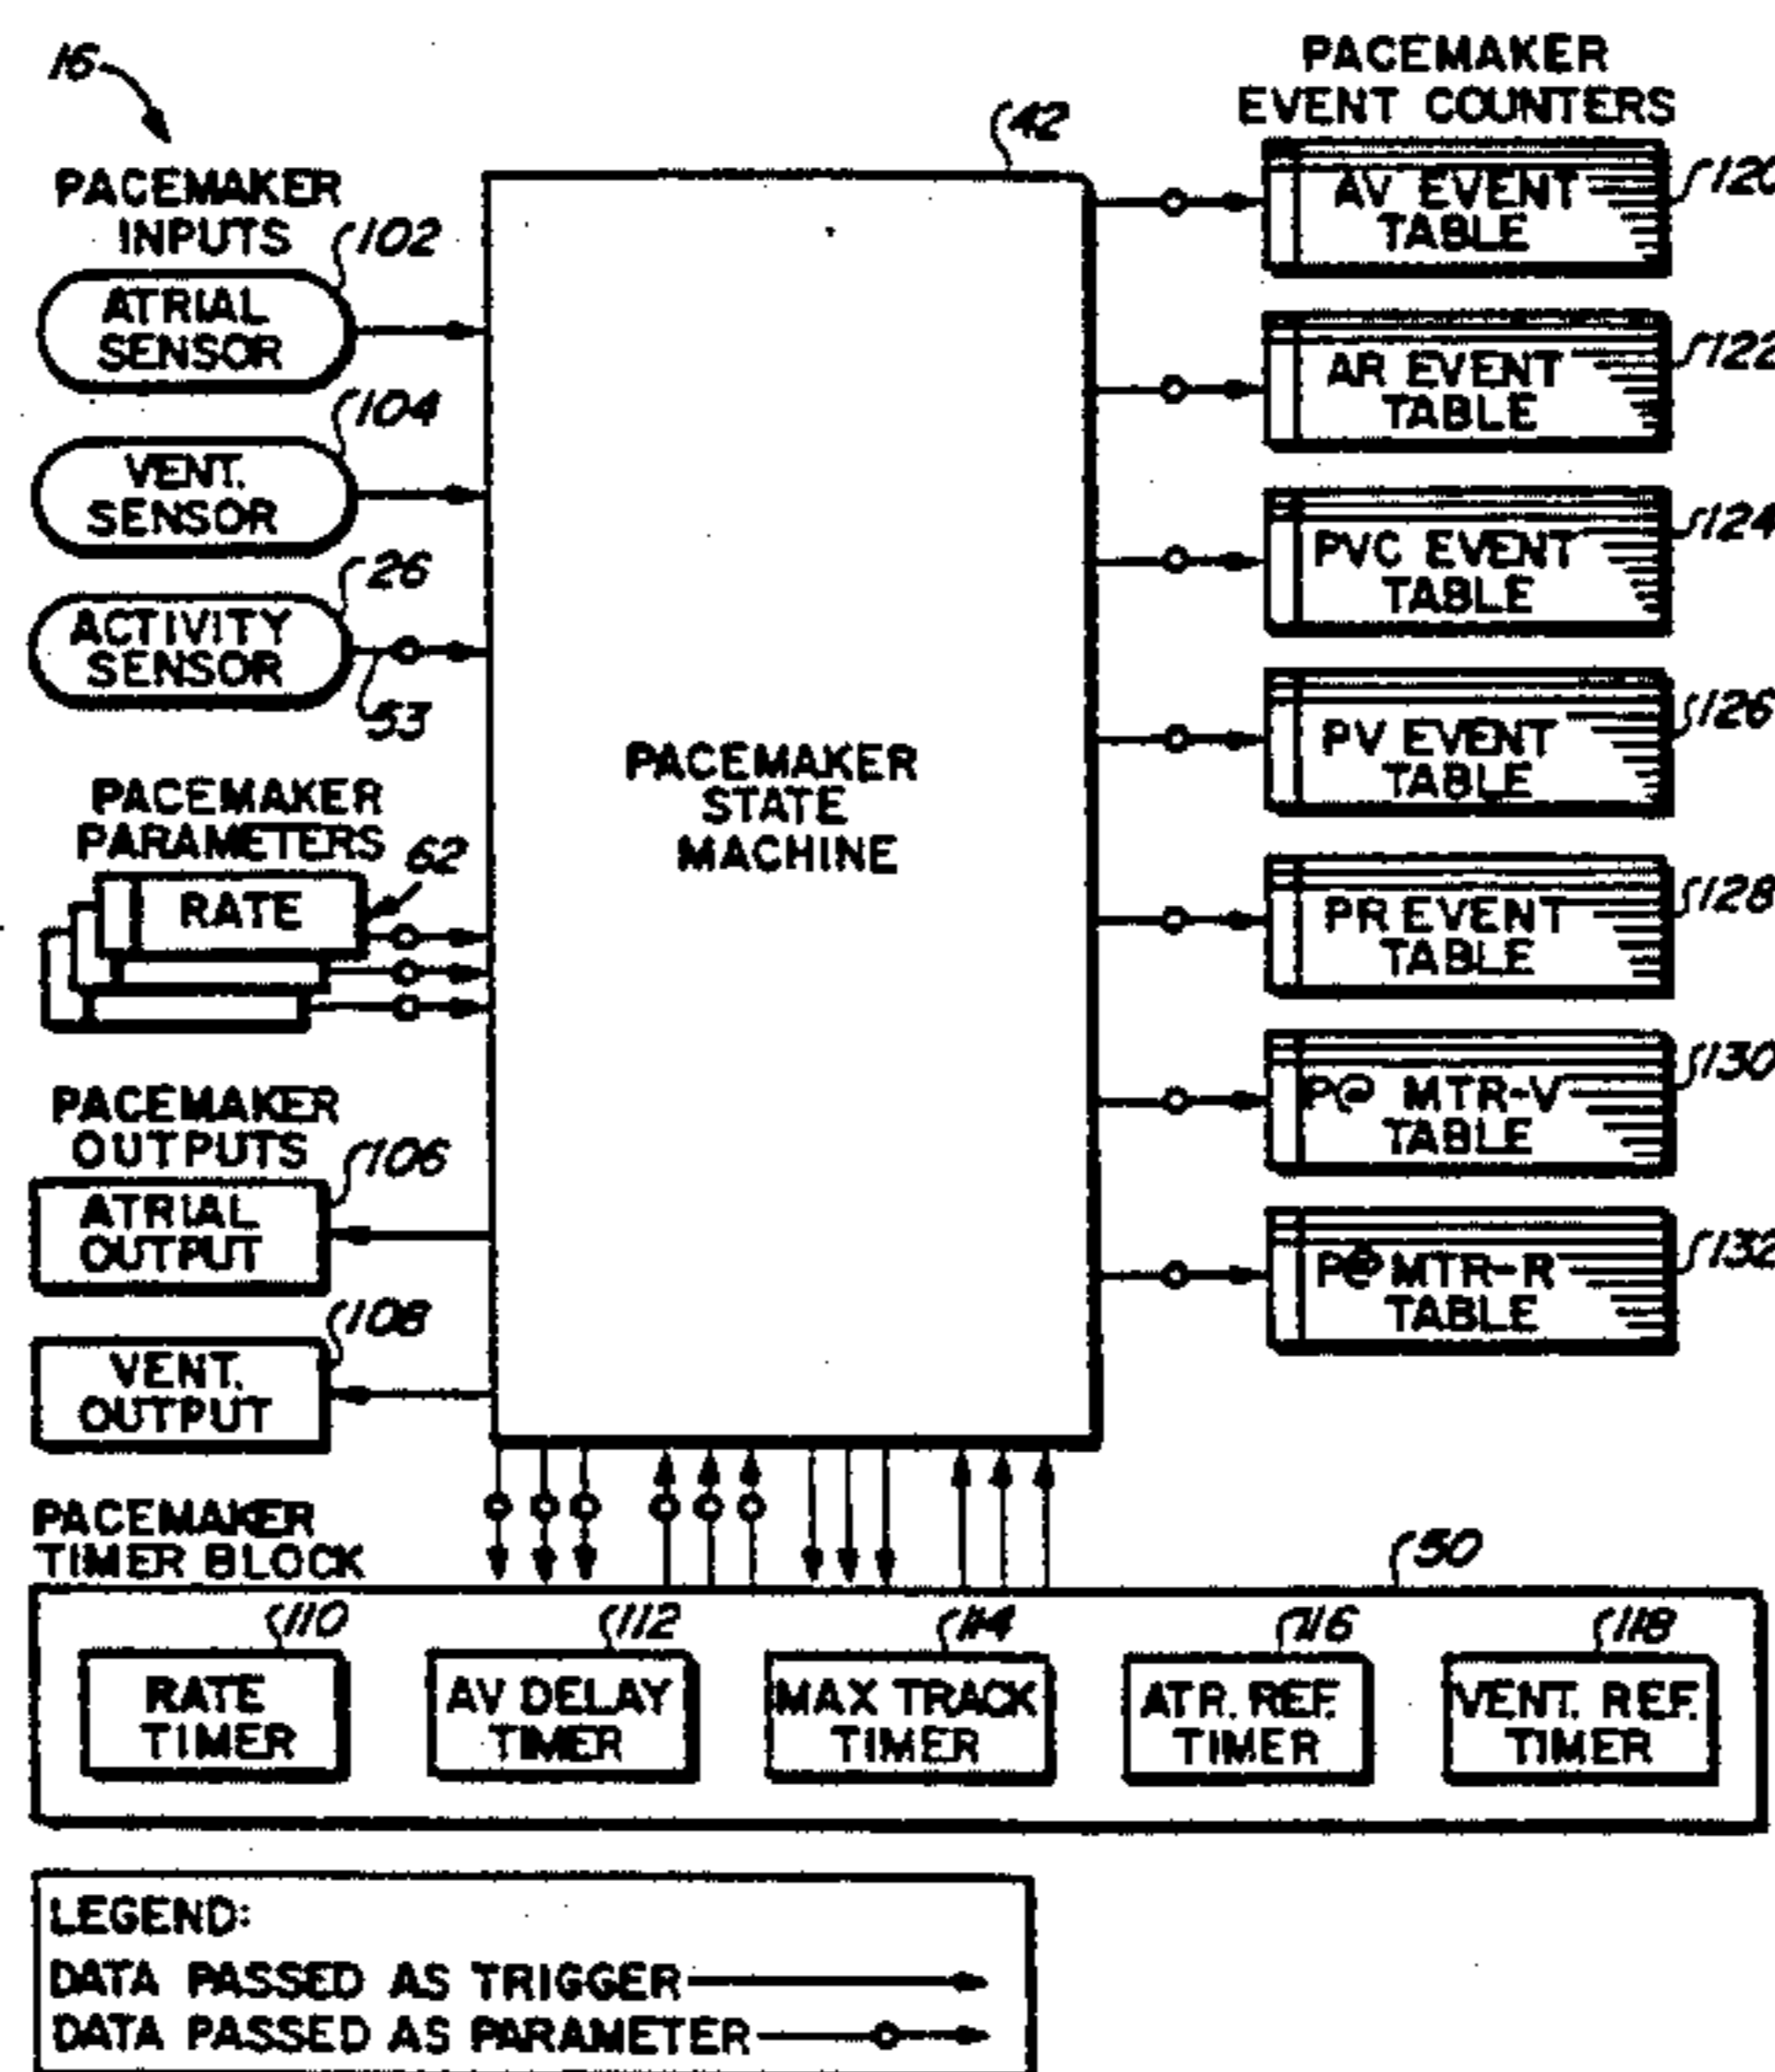 16
PACEMAKER
INPUTS
102
ATRIAL
SENSOR
104
VENT.
SENSOR
26
ACTIVITY
SENSOR
53
PACEMAKER
PARAMETERS
62
RATE
PACEMAKER
OUTPUTS
106
ATRIAL
OUTPUT
108
VENT.
OUTPUT
42
PACEMAKER
STATE
MACHINE
PACEMAKER
EVENT COUNTERS
AV EVENT
TABLE
120
AR EVENT
TABLE
122
PVC EVENT
TABLE
124
PV EVENT
TABLE
126
PR EVENT
TABLE
128
P@ MTR-V
TABLE
130
P@ MTR-R
TABLE
132
PACEMAKER
TIMER BLOCK
50
110
RATE
TIMER
112
AV DELAY
TIMER
114
MAX TRACK
TIMER
116
ATR. REF.
TIMER
118
VENT. REF.
TIMER
LEGEND:
DATA PASSED AS TRIGGER
DATA PASSED AS PARAMETER